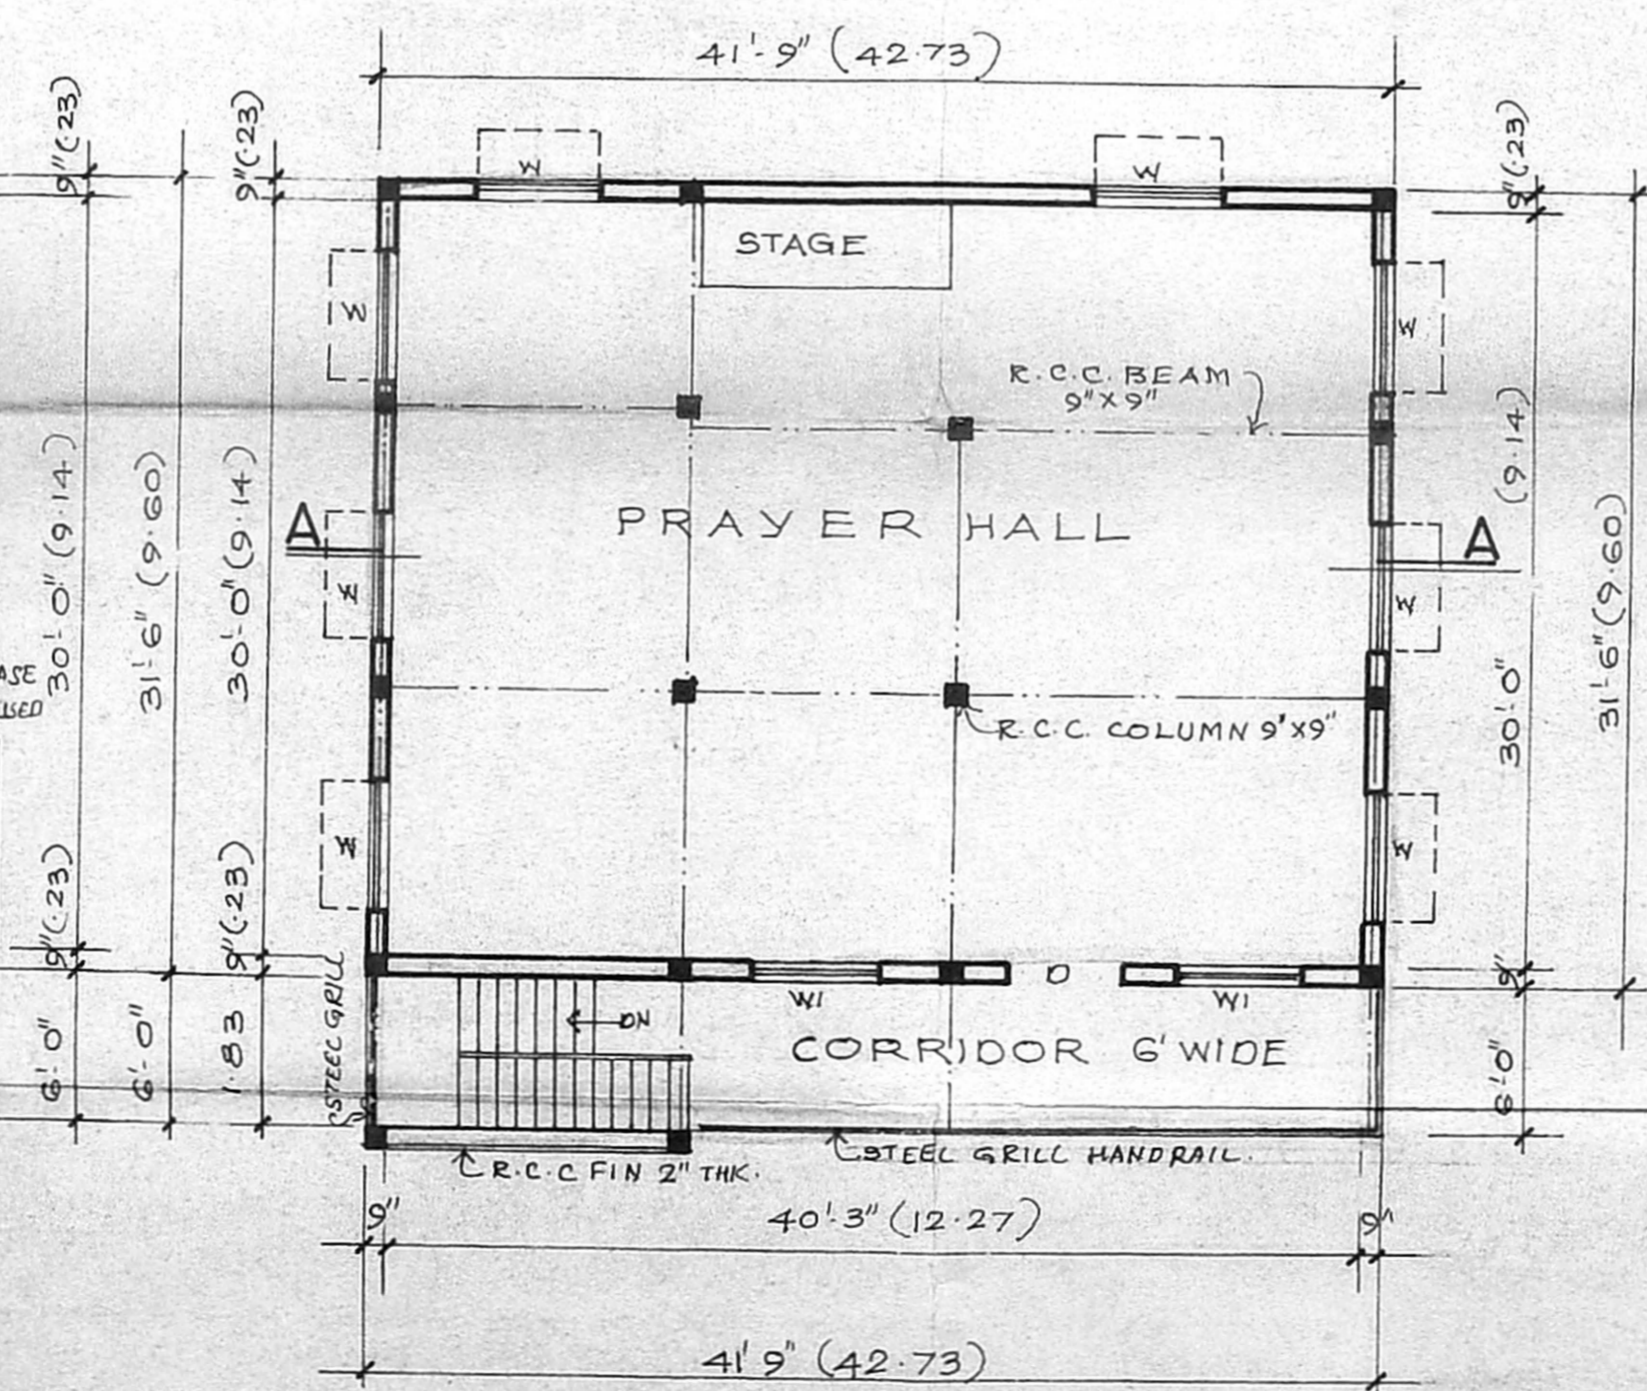 41'-9" (42.73)
9"(.23)
9"(.23)
9"(.23)
W
W
STAGE
W
W
R.C.C. BEAM
9"X9"
30'-0" (9.14)
31'-6" (9.60)
30'-0" (9.14)
(9.14)
30'-0"
31'-6" (9.60)
A
PRAYER HALL
A
W
W
R.C.C. COLUMN 9'X9"
W
W
9"(.23)
9"(.23)
9"
W1
D
W1
STEEL GRILL
DN
CORRIDOR 6' WIDE
6'-0"
6'-0"
1.83
6'-0"
R.C.C FIN 2" THK.
STEEL GRILL HANDRAIL.
9"
40'-3" (12.27)
9"
41' 9" (42.73)